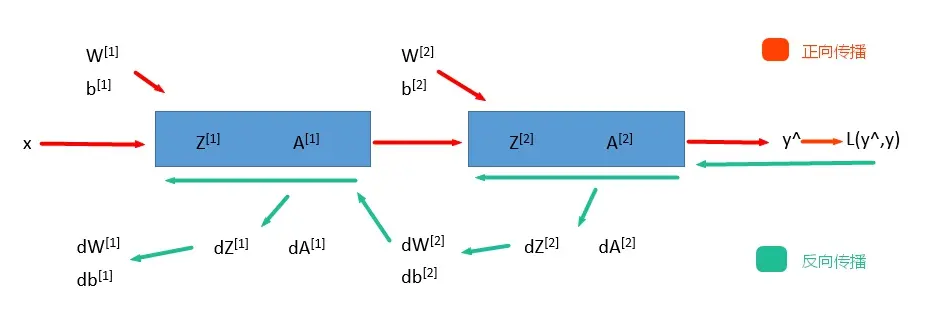 W[1]
b[1]
W[2]
b[2]
正向传播
x
Z[1] A[1]
Z[2] A[2]
y^
L(y^,y)
dW[1]
db[1]
dZ[1] dA[1]
dW[2]
db[2]
dZ[2] dA[2]
反向传播